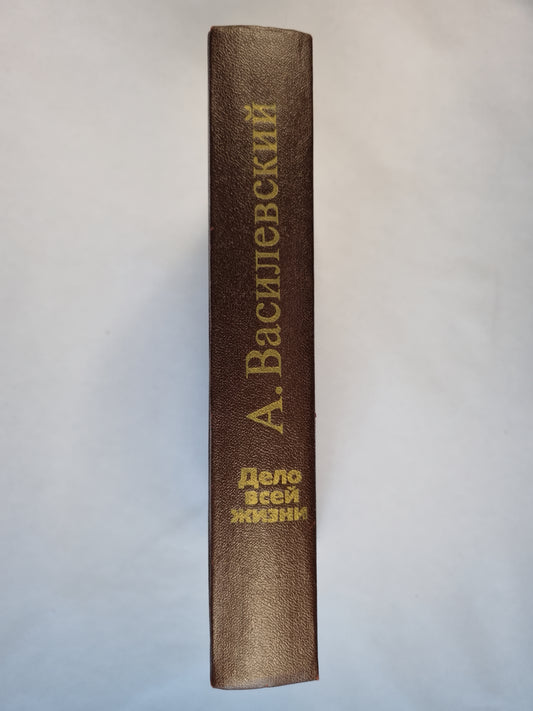 А. Василевский
Дело
всей
жизни